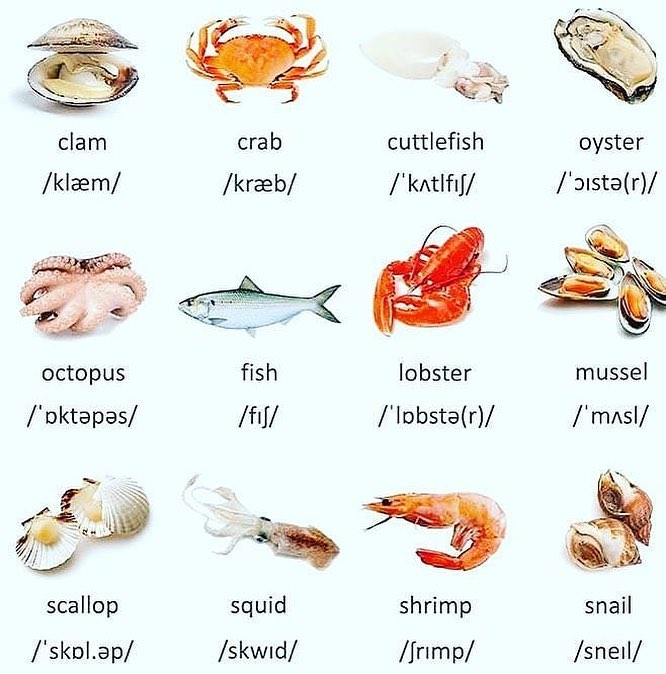 clam crab cuttlefish oyster
/klæm/ /kræb/ /ˈkʌtlfɪʃ/ /ˈɔɪstə(r)/
octopus fish lobster mussel
/ˈɒktəpəs/ /fɪʃ/ /ˈlɒbstə(r)/ /ˈmʌsl/
scallop squid shrimp snail
/ˈskɒl.əp/ /skwɪd/ /ʃrɪmp/ /sneɪl/